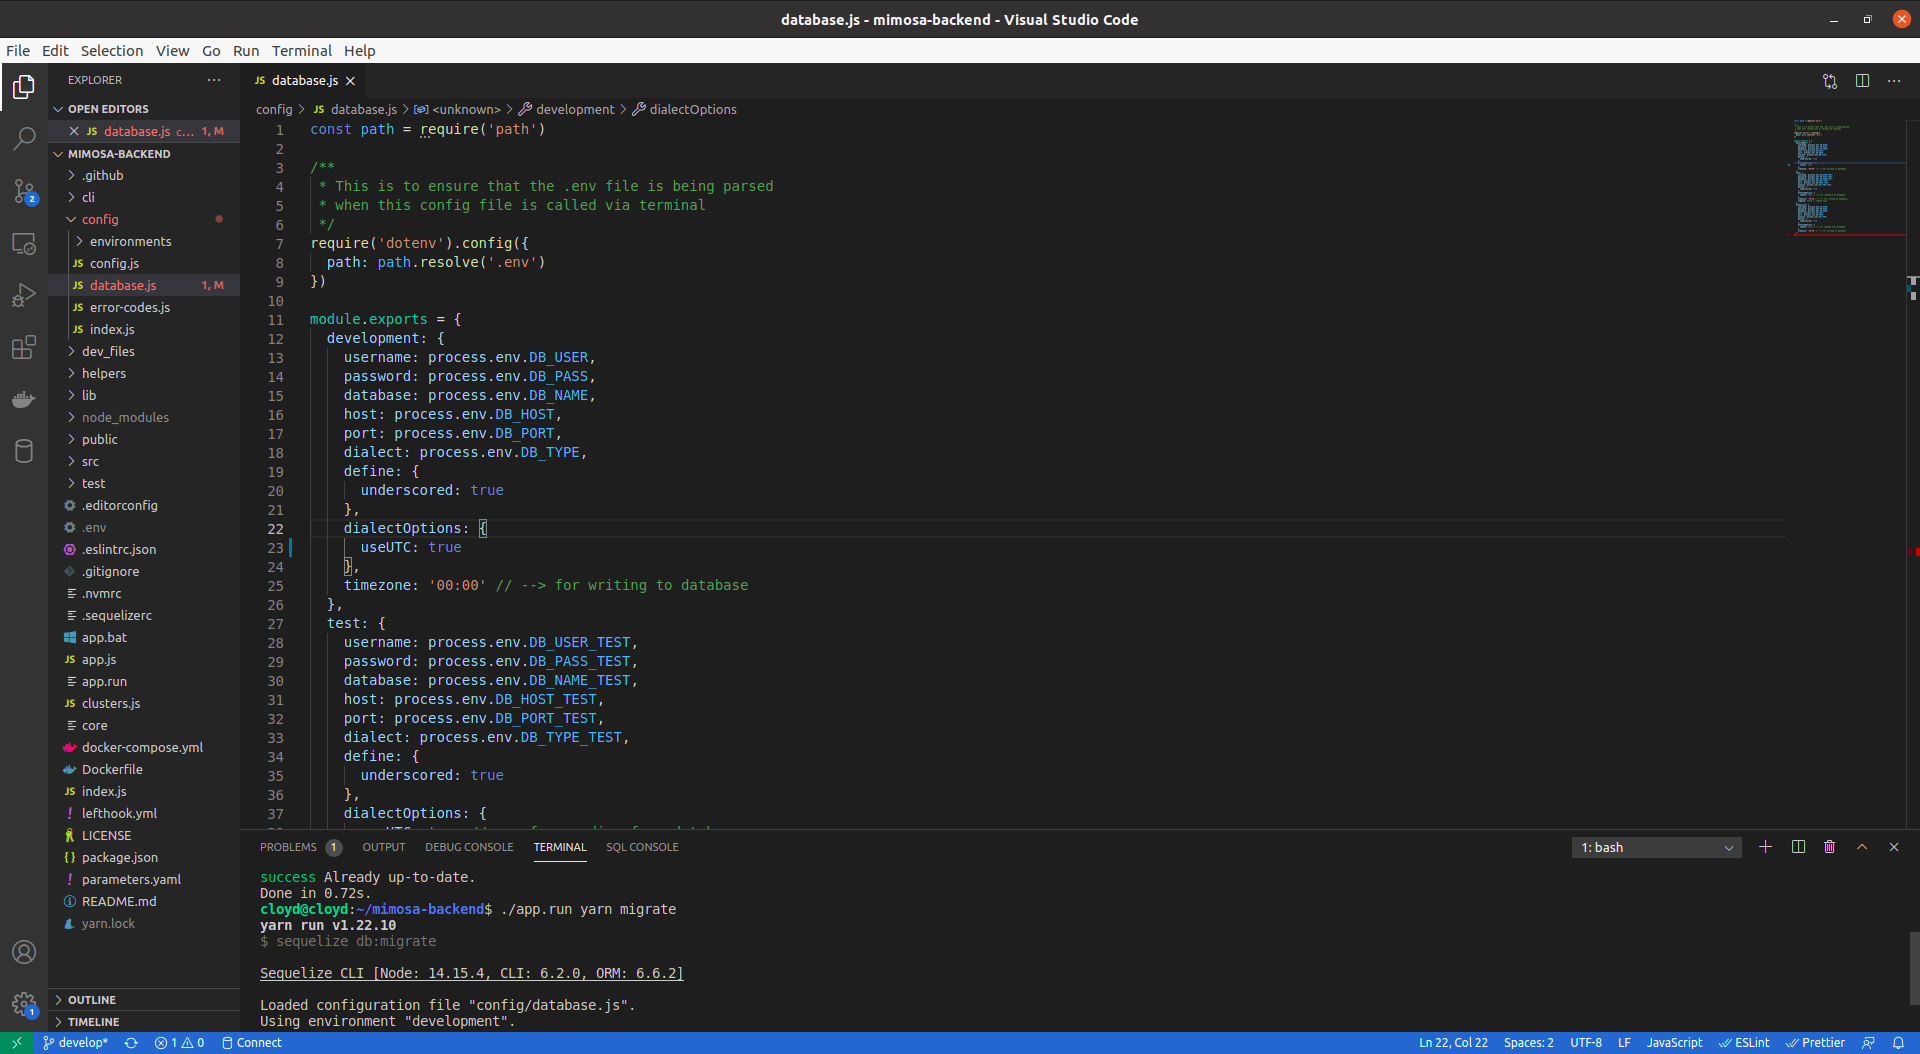 database.js - mimosa-backend - Visual Studio Code
File Edit Selection View Go Run Terminal Help
EXPLORER
OPEN EDITORS
JS database.js c... 1, M
MIMOSA-BACKEND
.github
cli
config
environments
JS config.js
JS database.js 1, M
JS error-codes.js
JS index.js
dev_files
helpers
lib
node_modules
public
src
test
.editorconfig
.env
.eslintrc.json
.gitignore
.nvmrc
.sequelizerc
app.bat
JS app.js
app.run
JS clusters.js
core
docker-compose.yml
Dockerfile
JS index.js
! lefthook.yml
LICENSE
{} package.json
! parameters.yaml
README.md
yarn.lock
OUTLINE
TIMELINE
2
1
JS database.js
config > JS database.js > <unknown> > development > dialectOptions
1 const path = require('path')
2
3 /**
4 * This is to ensure that the .env file is being parsed
5 * when this config file is called via terminal
6 */
7 require('dotenv').config({
8 path: path.resolve('.env')
9 })
10
11 module.exports = {
12 development: {
13 username: process.env.DB_USER,
14 password: process.env.DB_PASS,
15 database: process.env.DB_NAME,
16 host: process.env.DB_HOST,
17 port: process.env.DB_PORT,
18 dialect: process.env.DB_TYPE,
19 define: {
20 underscored: true
21 },
22 dialectOptions: {
23 useUTC: true
24 },
25 timezone: '00:00' // --> for writing to database
26 },
27 test: {
28 username: process.env.DB_USER_TEST,
29 password: process.env.DB_PASS_TEST,
30 database: process.env.DB_NAME_TEST,
31 host: process.env.DB_HOST_TEST,
32 port: process.env.DB_PORT_TEST,
33 dialect: process.env.DB_TYPE_TEST,
34 define: {
35 underscored: true
36 },
37 dialectOptions: {
PROBLEMS 1 OUTPUT DEBUG CONSOLE TERMINAL SQL CONSOLE
1: bash
success Already up-to-date.
Done in 0.72s.
cloyd@cloyd:~/mimosa-backend$ ./app.run yarn migrate
yarn run v1.22.10
$ sequelize db:migrate
Sequelize CLI [Node: 14.15.4, CLI: 6.2.0, ORM: 6.6.2]
Loaded configuration file "config/database.js".
Using environment "development".
develop* 1 0 Connect
Ln 22, Col 22 Spaces: 2 UTF-8 LF JavaScript ESLint Prettier